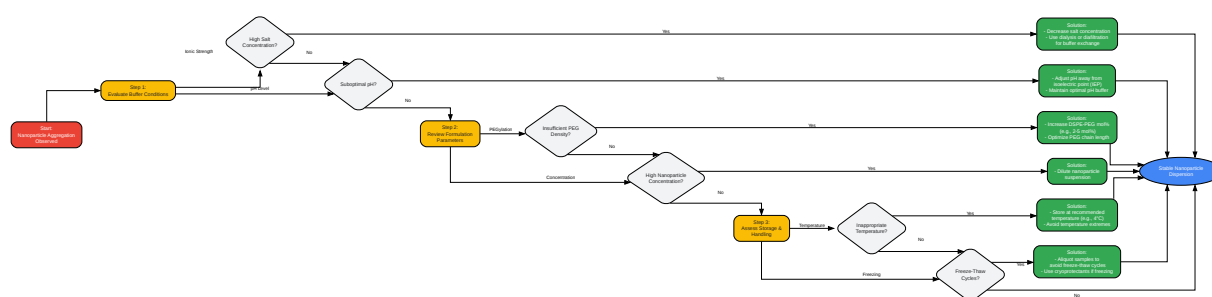 Start:
Nanoparticle Aggregation
Observed
Step 1:
Evaluate Buffer Conditions
Ionic Strength
pH Level
High Salt
Concentration?
Yes
No
Solution:
- Decrease salt concentration
- Use dialysis or diafiltration
for buffer exchange
Suboptimal pH?
Yes
No
Solution:
- Adjust pH away from
isoelectric point (IEP)
- Maintain optimal pH buffer
Step 2:
Review Formulation
Parameters
PEGylation
Concentration
Insufficient PEG
Density?
Yes
No
Solution:
- Increase DSPE-PEG mol%
(e.g., 2-5 mol%)
- Optimize PEG chain length
High Nanoparticle
Concentration?
Yes
No
Solution:
- Dilute nanoparticle
suspension
Stable Nanoparticle
Dispersion
Step 3:
Assess Storage &
Handling
Temperature
Freezing
Inappropriate
Temperature?
Yes
No
Solution:
- Store at recommended
temperature (e.g., 4°C)
- Avoid temperature extremes
Freeze-Thaw
Cycles?
Yes
No
Solution:
- Aliquot samples to
avoid freeze-thaw cycles
- Use cryoprotectants if freezing